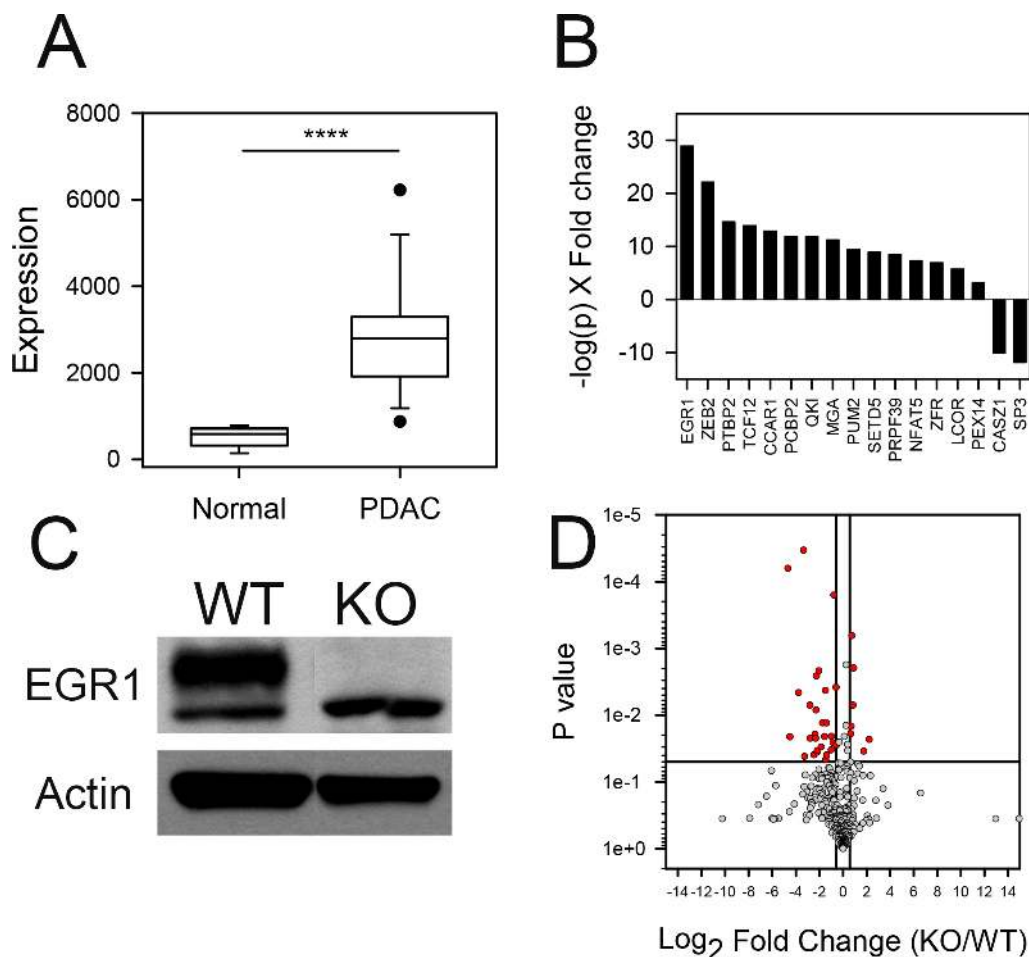 A
8000
6000
4000
2000
0
Expression
****
Normal PDAC
B
30
20
10
0
-10
-log(p) X Fold change
EGR1
ZEB2
PTBP2
TCF12
CCAR1
PCBP2
QKI
MGA
PUM2
SETD5
PRPF39
NFAT5
ZFR
LCOR
PEX14
CASZ1
SP3
C
WT KO
EGR1
Actin
D
1e-5
1e-4
1e-3
1e-2
1e-1
1e+0
P value
-14 -12 -10 -8 -6 -4 -2 0 2 4 6 8 10 12 14
Log2 Fold Change (KO/WT)